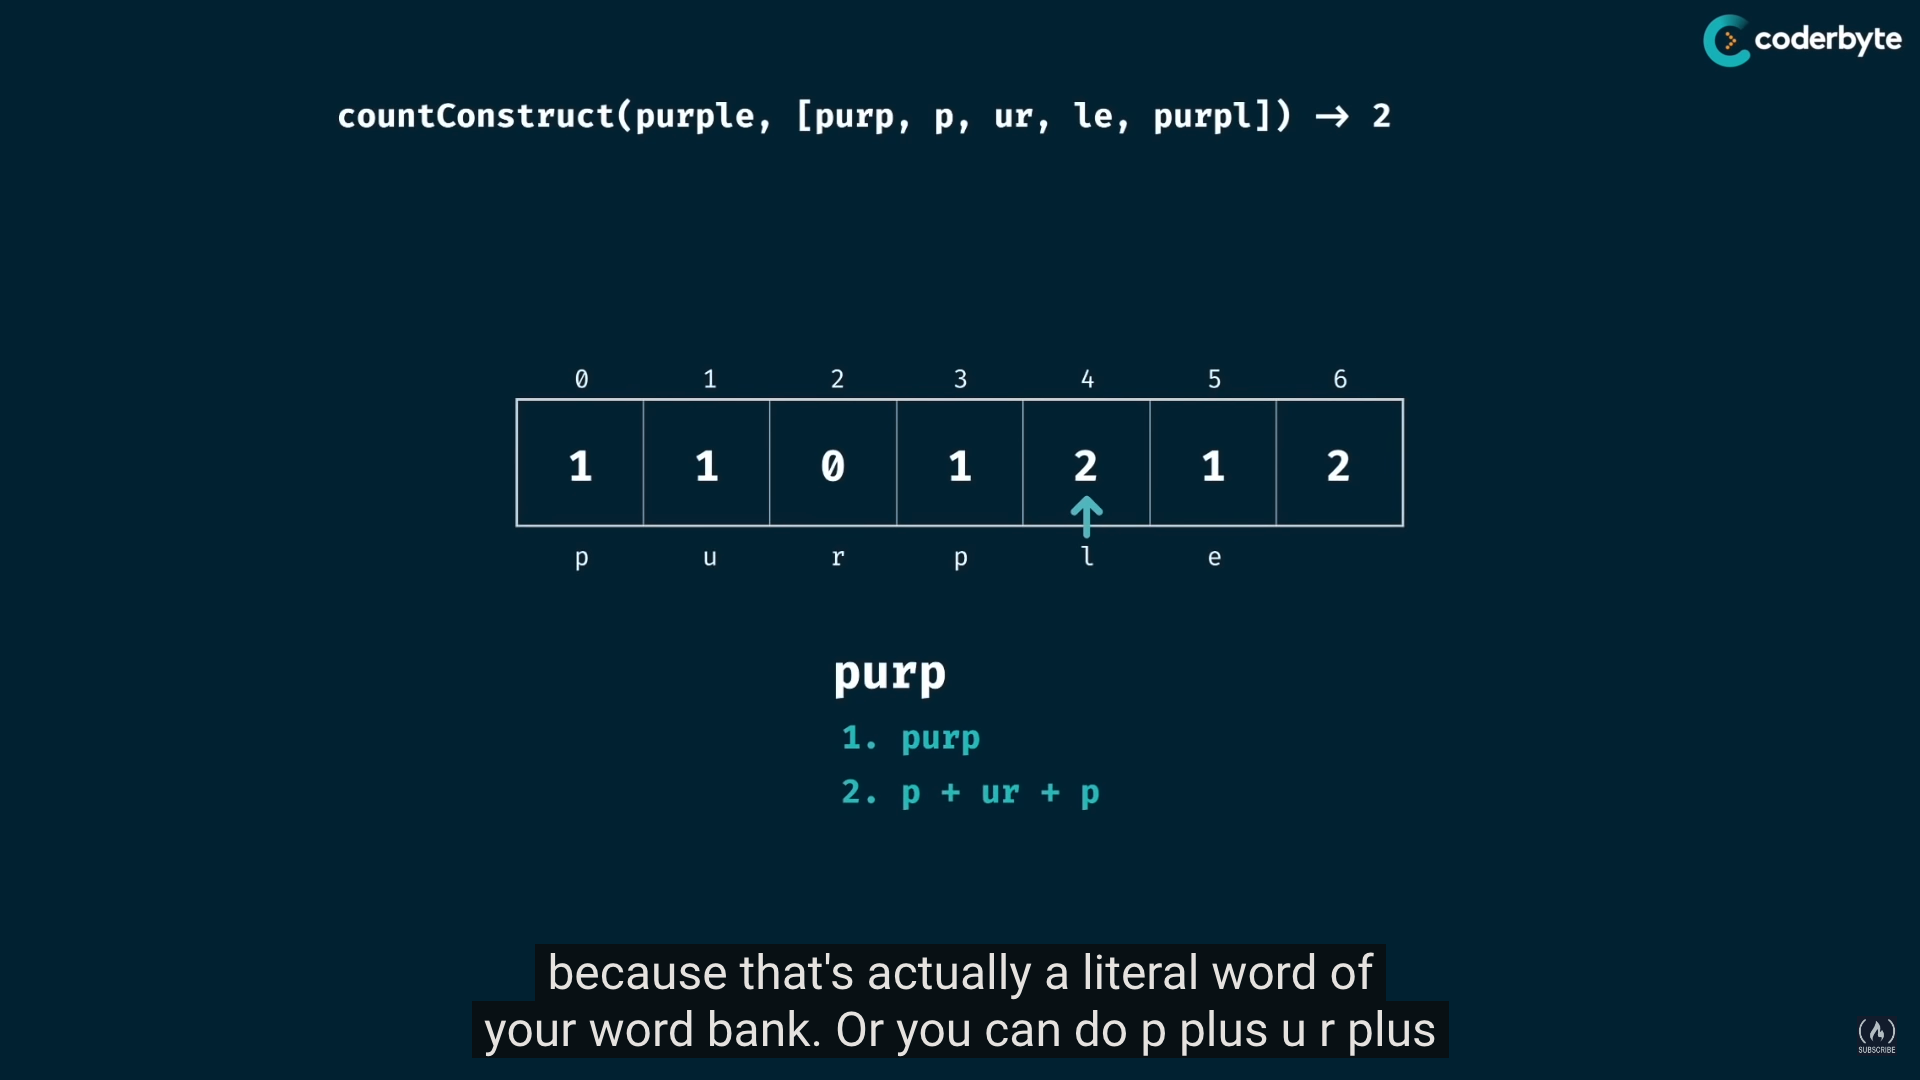 coderbyte
countConstruct(purple, [purp, p, ur, le, purpl]) → 2
0 1 2 3 4 5 6
1 1 0 1 2 1 2
p u r p l e
purp
1. purp
2. p + ur + p
because that's actually a literal word of
your word bank. Or you can do p plus u r plus
SUBSCRIBE